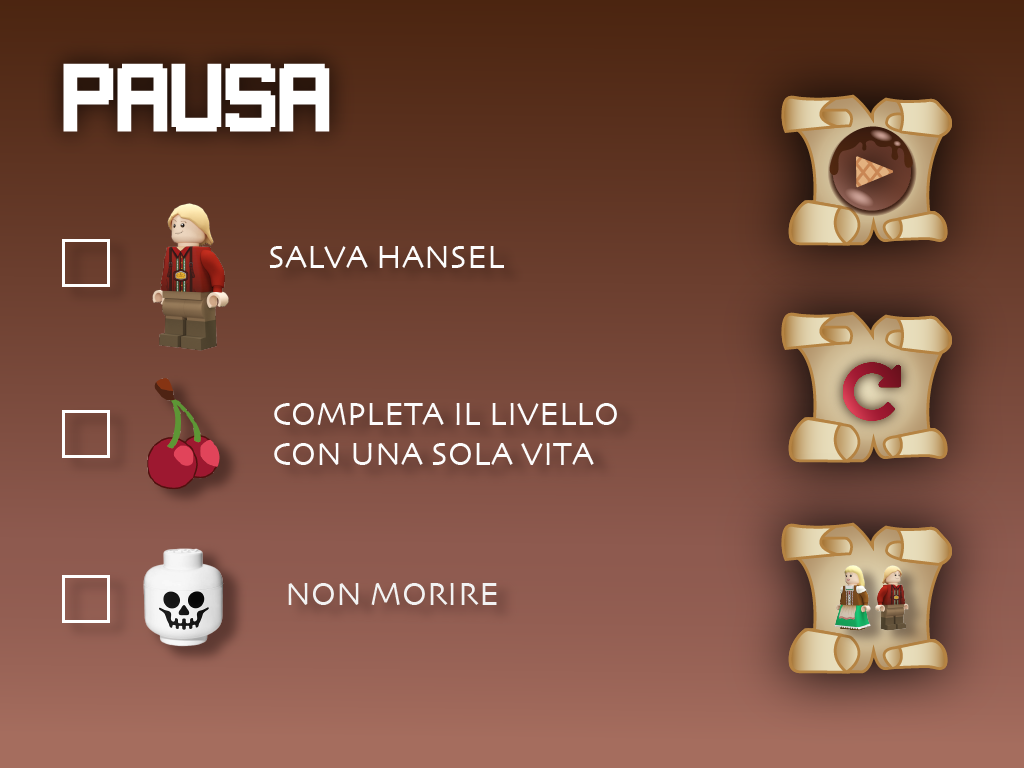 PAUSA
SALVA HANSEL
COMPLETA IL LIVELLO
CON UNA SOLA VITA
NON MORIRE